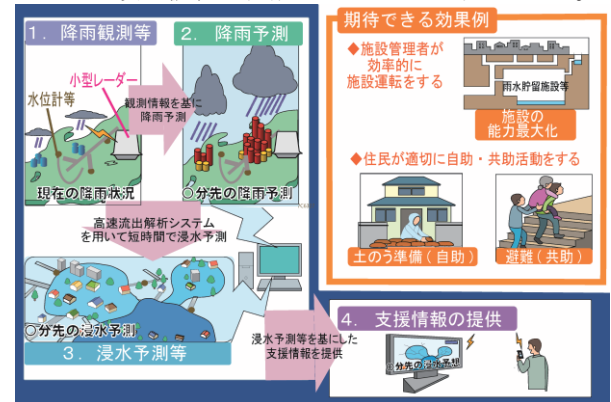 1. 降雨観測等
小型レーダー
水位計等
現在の降雨状況
観測情報を基に
降雨予測
2. 降雨予測
○分先の降雨予測
高速流出解析システム
を用いて短時間で浸水予測
○分先の浸水予測
3. 浸水予測等
浸水予測等を基にした
支援情報を提供
期待できる効果例
◆施設管理者が
効率的に
施設運転をする
雨水貯留施設等
施設の
能力最大化
◆住民が適切に自助・共助活動をする
土のう準備(自助)
避難(共助)
4. 支援情報の提供
○分先の浸水予想